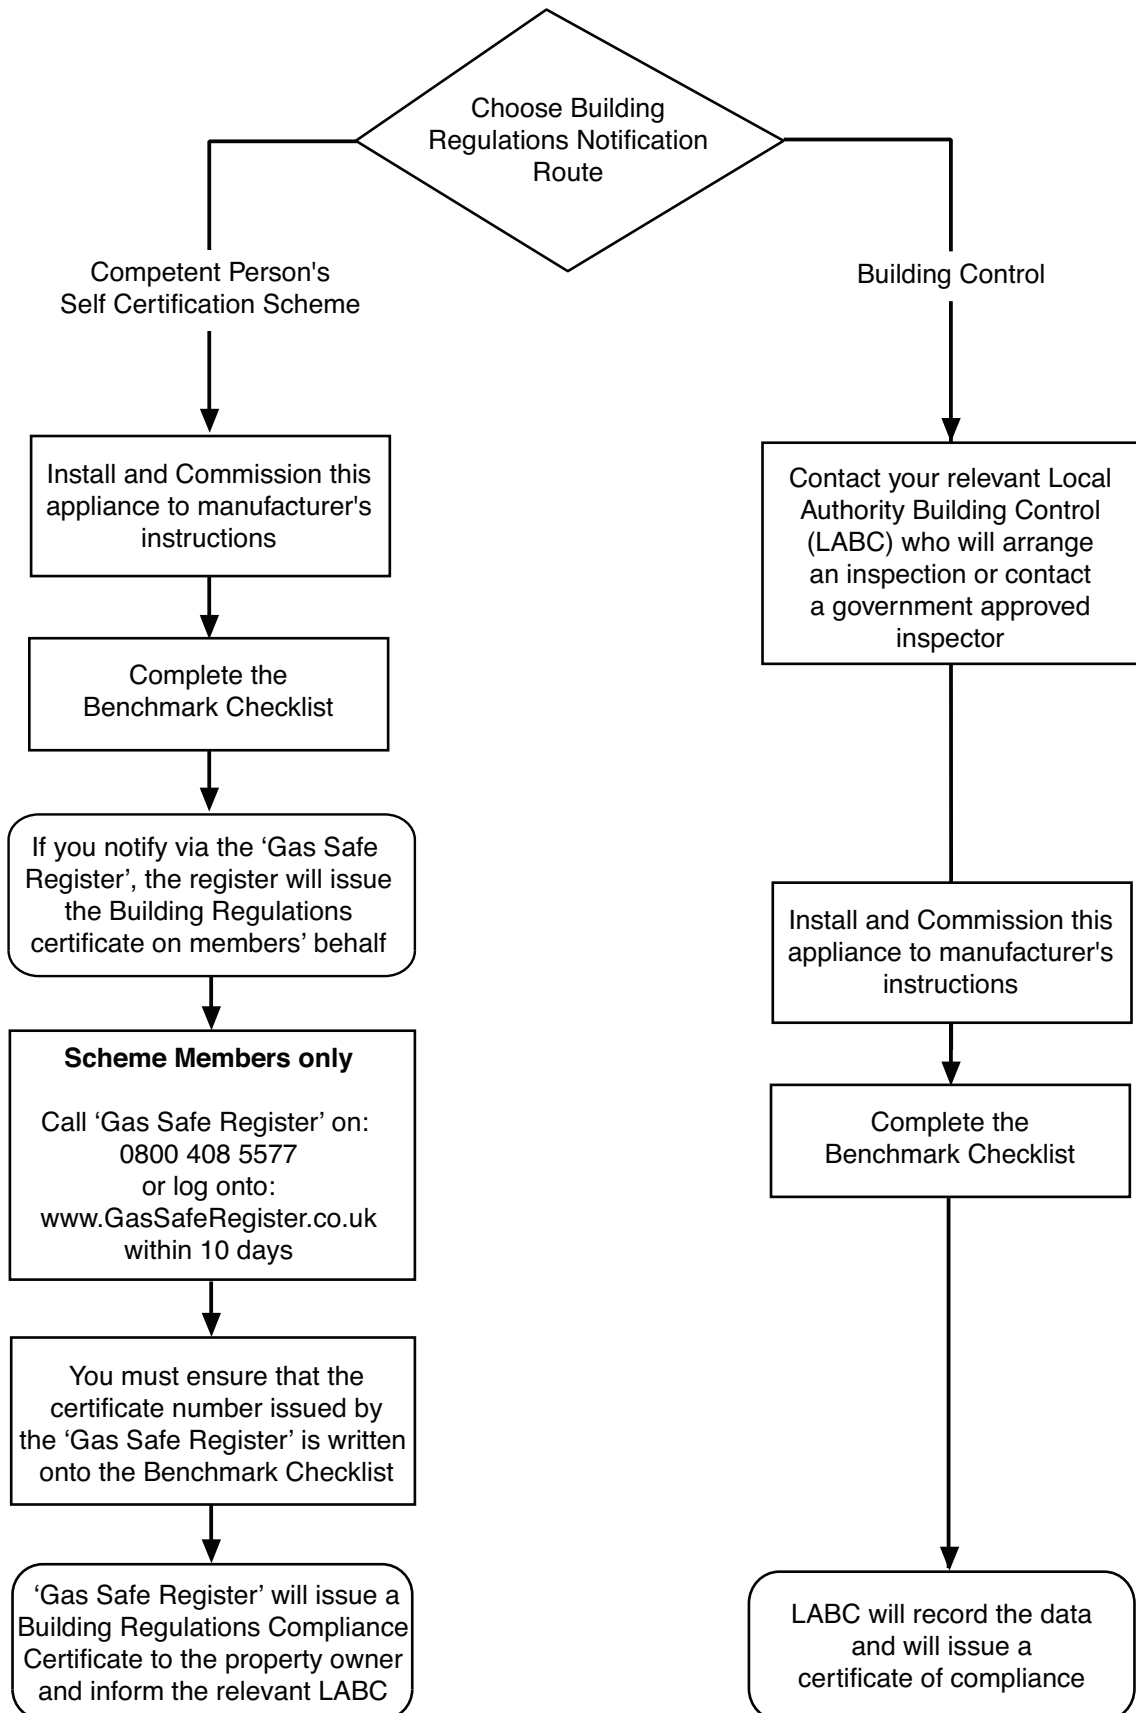 Choose Building
Regulations Notification
Route
Competent Person's
Self Certification Scheme
Building Control
Install and Commission this
appliance to manufacturer's
instructions
Complete the
Benchmark Checklist
If you notify via the ‘Gas Safe
Register’, the register will issue
the Building Regulations
certificate on members’ behalf
Scheme Members only
Call ‘Gas Safe Register’ on:
0800 408 5577
or log onto:
www.GasSafeRegister.co.uk
within 10 days
You must ensure that the
certificate number issued by
the ‘Gas Safe Register’ is written
onto the Benchmark Checklist
‘Gas Safe Register’ will issue a
Building Regulations Compliance
Certificate to the property owner
and inform the relevant LABC
Contact your relevant Local
Authority Building Control
(LABC) who will arrange
an inspection or contact
a government approved
inspector
Install and Commission this
appliance to manufacturer's
instructions
Complete the
Benchmark Checklist
LABC will record the data
and will issue a
certificate of compliance